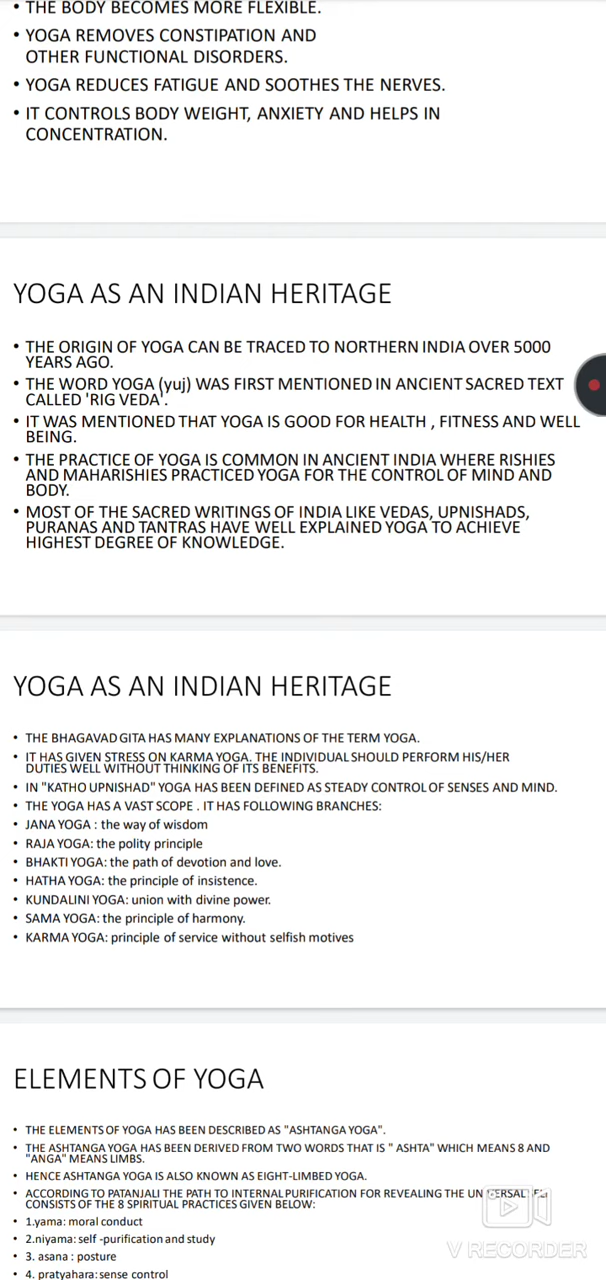 • THE BODY BECOMES MORE FLEXIBLE.
• YOGA REMOVES CONSTIPATION AND
OTHER FUNCTIONAL DISORDERS.
• YOGA REDUCES FATIGUE AND SOOTHES THE NERVES.
• IT CONTROLS BODY WEIGHT, ANXIETY AND HELPS IN
CONCENTRATION.
YOGA AS AN INDIAN HERITAGE
• THE ORIGIN OF YOGA CAN BE TRACED TO NORTHERN INDIA OVER 5000
YEARS AGO.
• THE WORD YOGA (yuj) WAS FIRST MENTIONED IN ANCIENT SACRED TEXT
CALLED 'RIG VEDA'.
• IT WAS MENTIONED THAT YOGA IS GOOD FOR HEALTH , FITNESS AND WELL
BEING.
• THE PRACTICE OF YOGA IS COMMON IN ANCIENT INDIA WHERE RISHIES
AND MAHARISHIES PRACTICED YOGA FOR THE CONTROL OF MIND AND
BODY.
• MOST OF THE SACRED WRITINGS OF INDIA LIKE VEDAS, UPNISHADS,
PURANAS AND TANTRAS HAVE WELL EXPLAINED YOGA TO ACHIEVE
HIGHEST DEGREE OF KNOWLEDGE.
YOGA AS AN INDIAN HERITAGE
• THE BHAGAVAD GITA HAS MANY EXPLANATIONS OF THE TERM YOGA.
• IT HAS GIVEN STRESS ON KARMA YOGA. THE INDIVIDUAL SHOULD PERFORM HIS/HER
DUTIES WELL WITHOUT THINKING OF ITS BENEFITS.
• IN "KATHO UPNISHAD" YOGA HAS BEEN DEFINED AS STEADY CONTROL OF SENSES AND MIND.
• THE YOGA HAS A VAST SCOPE . IT HAS FOLLOWING BRANCHES:
• JANA YOGA : the way of wisdom
• RAJA YOGA: the polity principle
• BHAKTI YOGA: the path of devotion and love.
• HATHA YOGA: the principle of insistence.
• KUNDALINI YOGA: union with divine power.
• SAMA YOGA: the principle of harmony.
• KARMA YOGA: principle of service without selfish motives
ELEMENTS OF YOGA
• THE ELEMENTS OF YOGA HAS BEEN DESCRIBED AS "ASHTANGA YOGA".
• THE ASHTANGA YOGA HAS BEEN DERIVED FROM TWO WORDS THAT IS " ASHTA" WHICH MEANS 8 AND
"ANGA" MEANS LIMBS.
• HENCE ASHTANGA YOGA IS ALSO KNOWN AS EIGHT-LIMBED YOGA.
• ACCORDING TO PATANJALI THE PATH TO INTERNAL PURIFICATION FOR REVEALING THE
CONSISTS OF THE 8 SPIRITUAL PRACTICES GIVEN BELOW:
• 1.yama: moral conduct
• 2.niyama: self -purification and study
• 3. asana : posture
• 4. pratyahara: sense control
V RECORDER